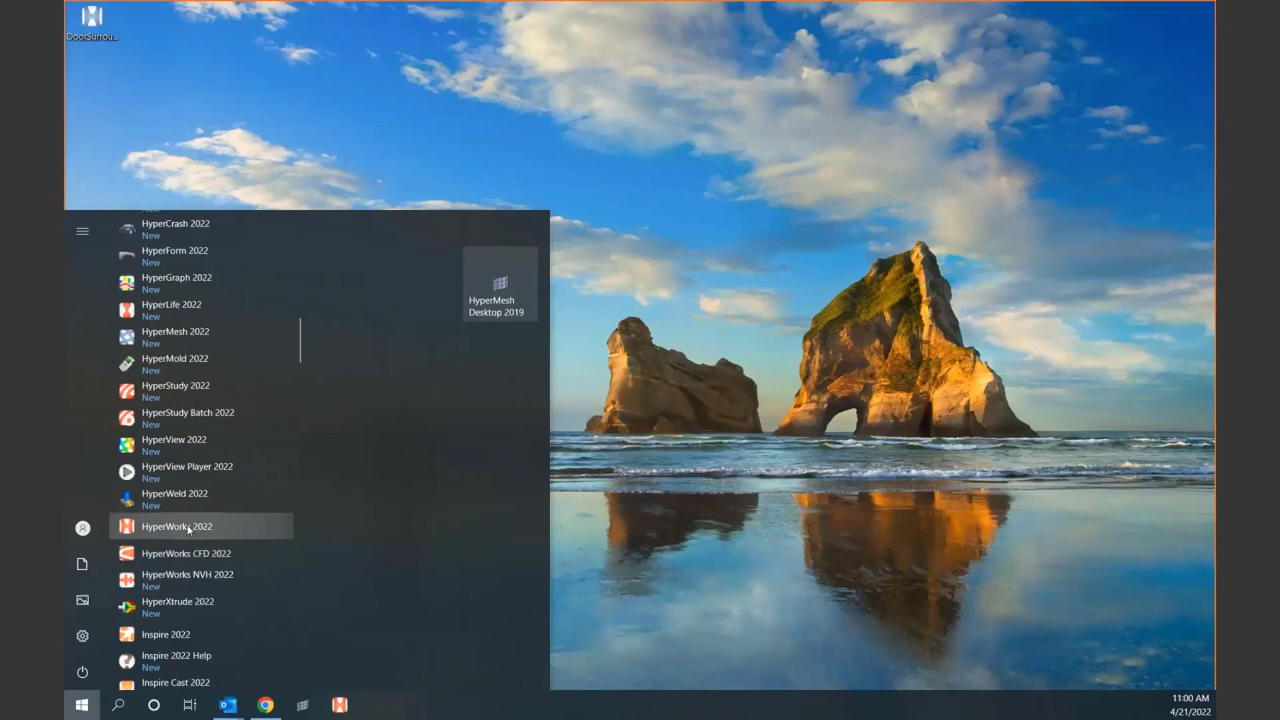 DoorSurrou...
New
HyperCrash 2022
New
HyperForm 2022
New
HyperGraph 2022
New
HyperLife 2022
New
HyperMesh 2022
New
HyperMold 2022
New
HyperStudy 2022
New
HyperStudy Batch 2022
New
HyperView 2022
New
HyperView Player 2022
New
HyperWeld 2022
New
HyperWorks 2022
HyperWorks CFD 2022
HyperWorks NVH 2022
New
HyperXtrude 2022
New
Inspire 2022
Inspire 2022 Help
New
Inspire Cast 2022
HyperMesh
Desktop 2019
11:00 AM
4/21/2022